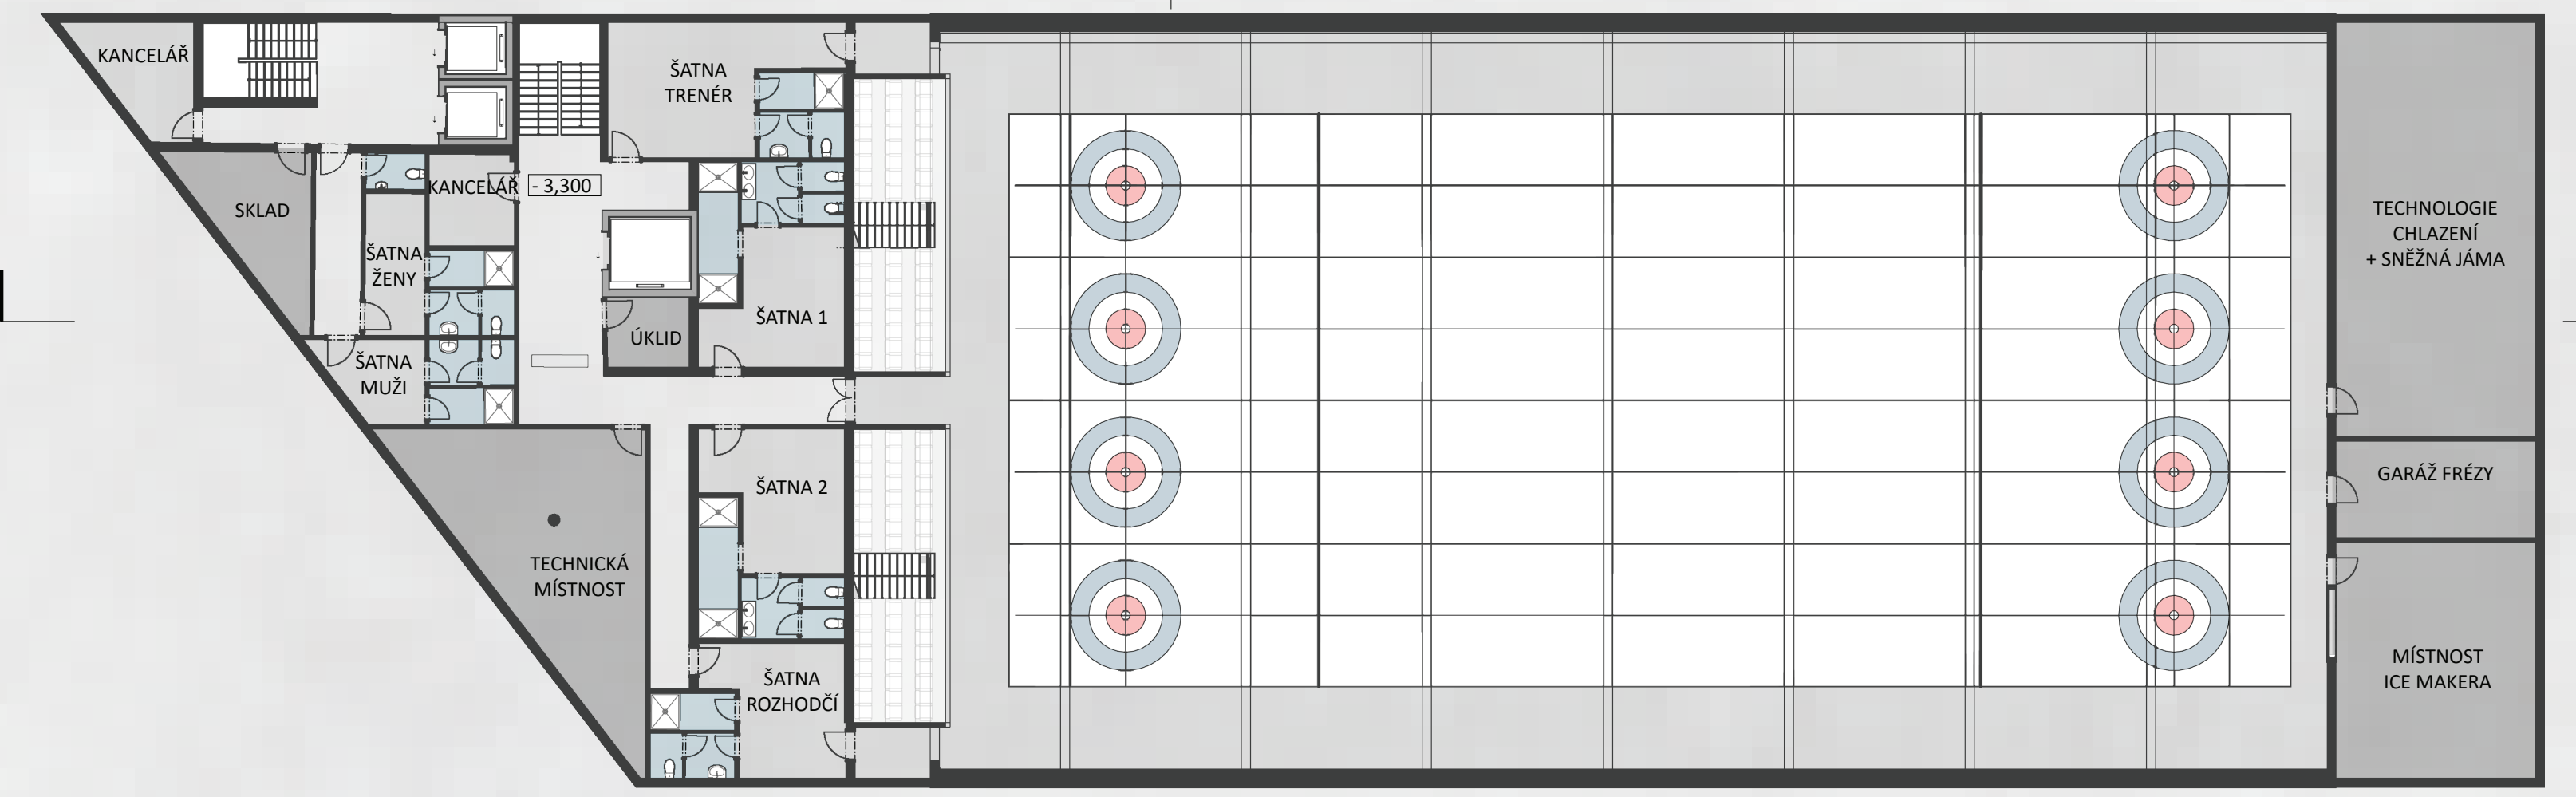 KANCELÁŘ
ŠATNA
TRENÉR
KANCELÁŘ
- 3,300
SKLAD
ŠATNA
ŽENY
ŠATNA 1
ÚKLID
ŠATNA
MUŽI
ŠATNA 2
TECHNICKÁ
MÍSTNOST
ŠATNA
ROZHODČÍ
TECHNOLOGIE
CHLAZENÍ
+ SNĚŽNÁ JÁMA
GARÁŽ FRÉZY
MÍSTNOST
ICE MAKERA